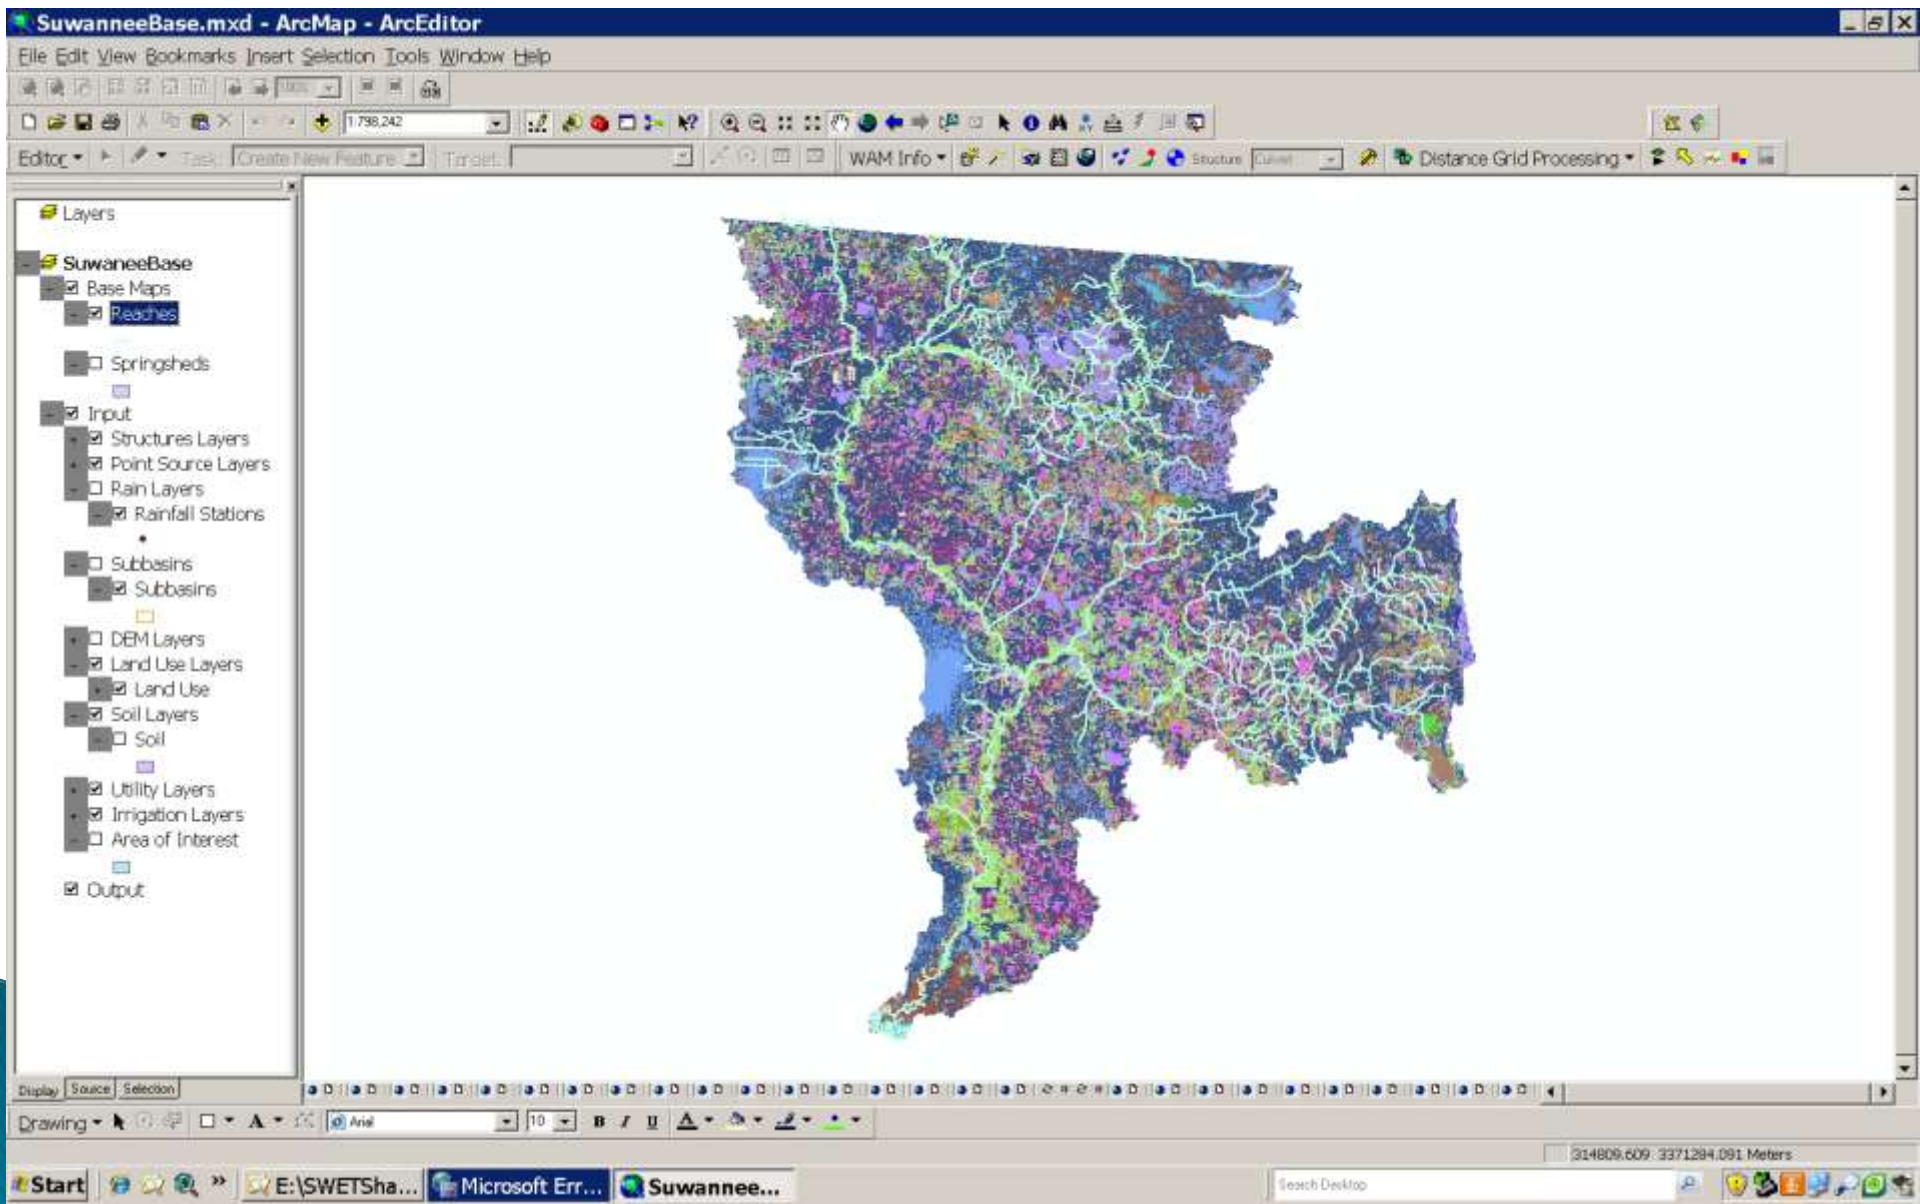 SuwanneeBase.mxd - ArcMap - ArcEditor
File Edit View Bookmarks Insert Selection Tools Window Help
100%
1:798,242
Editor Task: Create New Feature Target: WAM Info Structure Culvert Distance Grid Processing
Layers
SuwaneeBase
Base Maps
Reaches
Springsheds
Input
Structures Layers
Point Source Layers
Rain Layers
Rainfall Stations
Subbasins
Subbasins
DEM Layers
Land Use Layers
Land Use
Soil Layers
Soil
Utility Layers
Irrigation Layers
Area of Interest
Output
Display Source Selection
Drawing A Arial 10 B I U A
314809.609 3371284.091 Meters
Start E:\SWETSha... Microsoft Err... Suwannee... Search Desktop